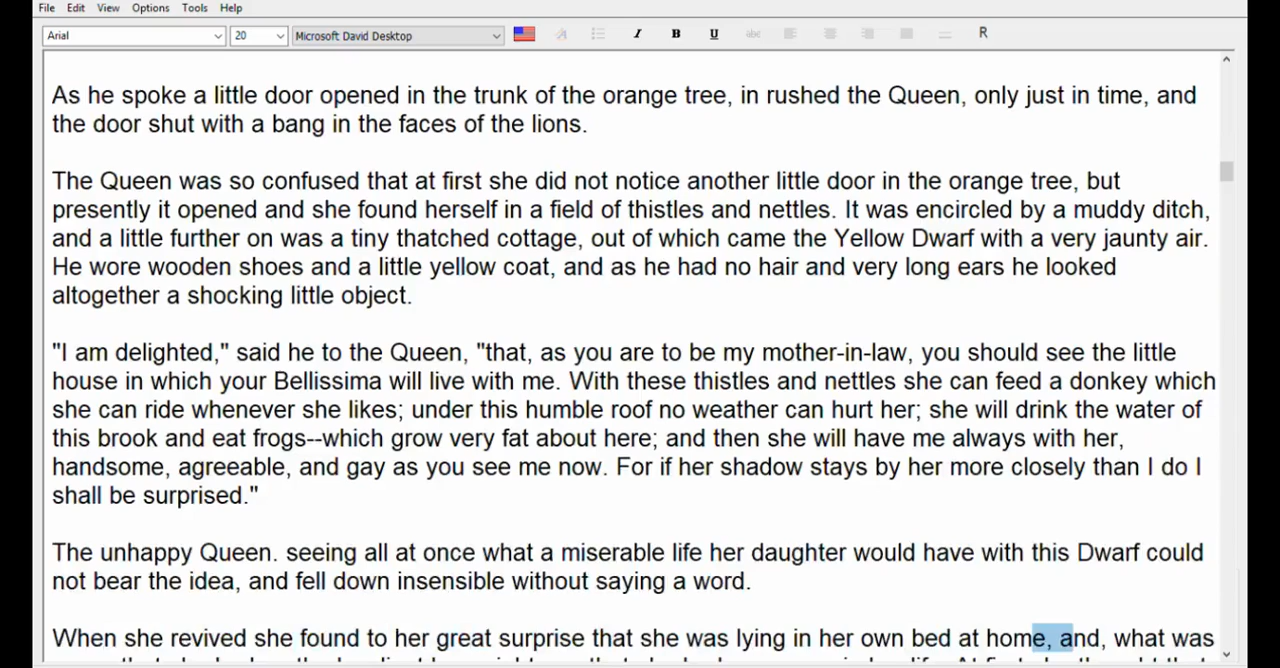 File Edit View Options Tools Help
Arial 20 Microsoft David Desktop I B U abc R
As he spoke a little door opened in the trunk of the orange tree, in rushed the Queen, only just in time, and
the door shut with a bang in the faces of the lions.
The Queen was so confused that at first she did not notice another little door in the orange tree, but
presently it opened and she found herself in a field of thistles and nettles. It was encircled by a muddy ditch,
and a little further on was a tiny thatched cottage, out of which came the Yellow Dwarf with a very jaunty air.
He wore wooden shoes and a little yellow coat, and as he had no hair and very long ears he looked
altogether a shocking little object.
"I am delighted," said he to the Queen, "that, as you are to be my mother-in-law, you should see the little
house in which your Bellissima will live with me. With these thistles and nettles she can feed a donkey which
she can ride whenever she likes; under this humble roof no weather can hurt her; she will drink the water of
this brook and eat frogs--which grow very fat about here; and then she will have me always with her,
handsome, agreeable, and gay as you see me now. For if her shadow stays by her more closely than I do I
shall be surprised."
The unhappy Queen. seeing all at once what a miserable life her daughter would have with this Dwarf could
not bear the idea, and fell down insensible without saying a word.
When she revived she found to her great surprise that she was lying in her own bed at home, and, what was